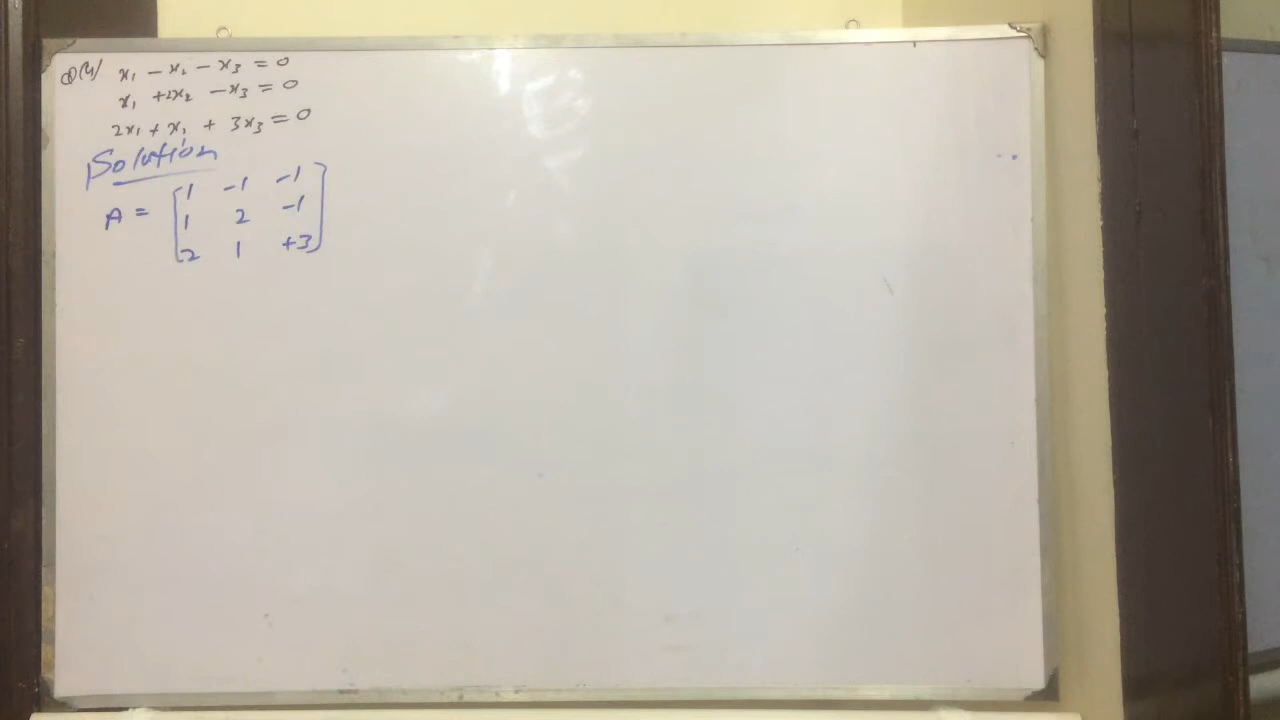 Q(4) x₁ - x₂ - x₃ = 0
x₁ + 2x₂ - x₃ = 0
2x₁ + x₁ + 3x₃ = 0
Solution
1 -1 -1
A = 1 2 -1
2 1 +3